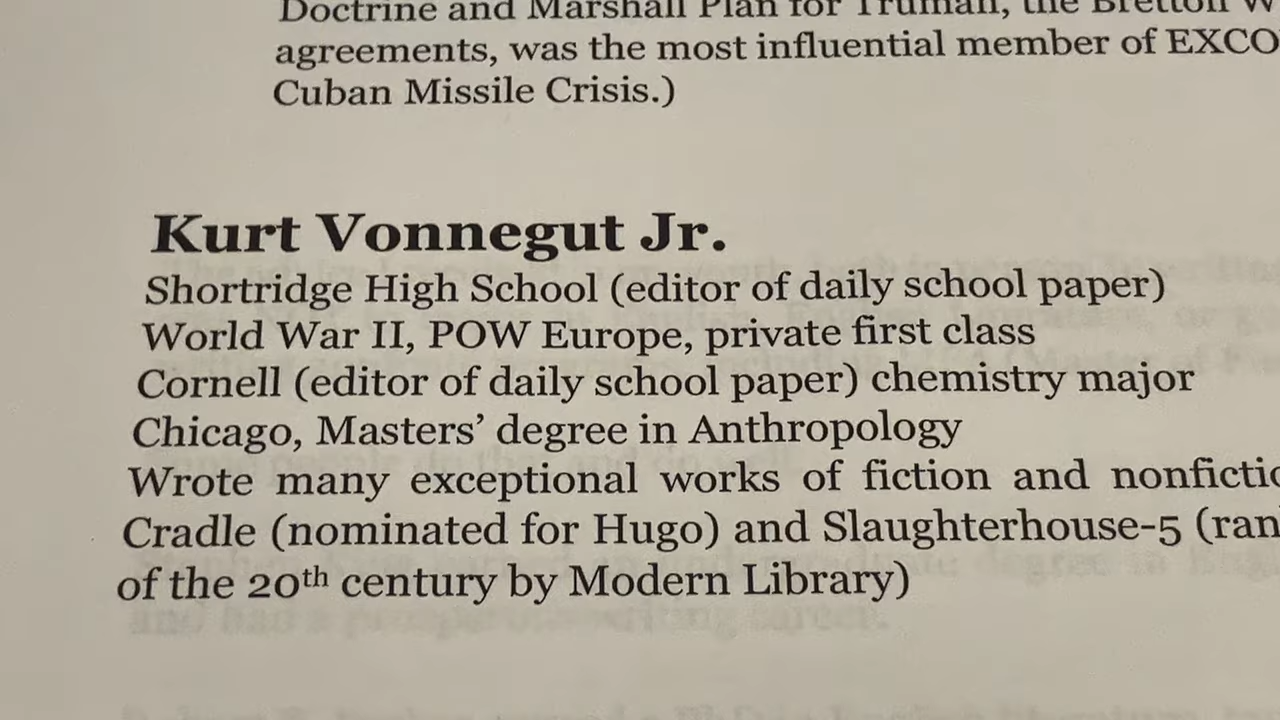 Doctrine and Marshall Plan for Truman, the Bretton W
agreements, was the most influential member of EXCO
Cuban Missile Crisis.)
Kurt Vonnegut Jr.
Shortridge High School (editor of daily school paper)
World War II, POW Europe, private first class
Cornell (editor of daily school paper) chemistry major
Chicago, Masters’ degree in Anthropology
Wrote many exceptional works of fiction and nonfictio
Cradle (nominated for Hugo) and Slaughterhouse-5 (ran
of the 20th century by Modern Library)